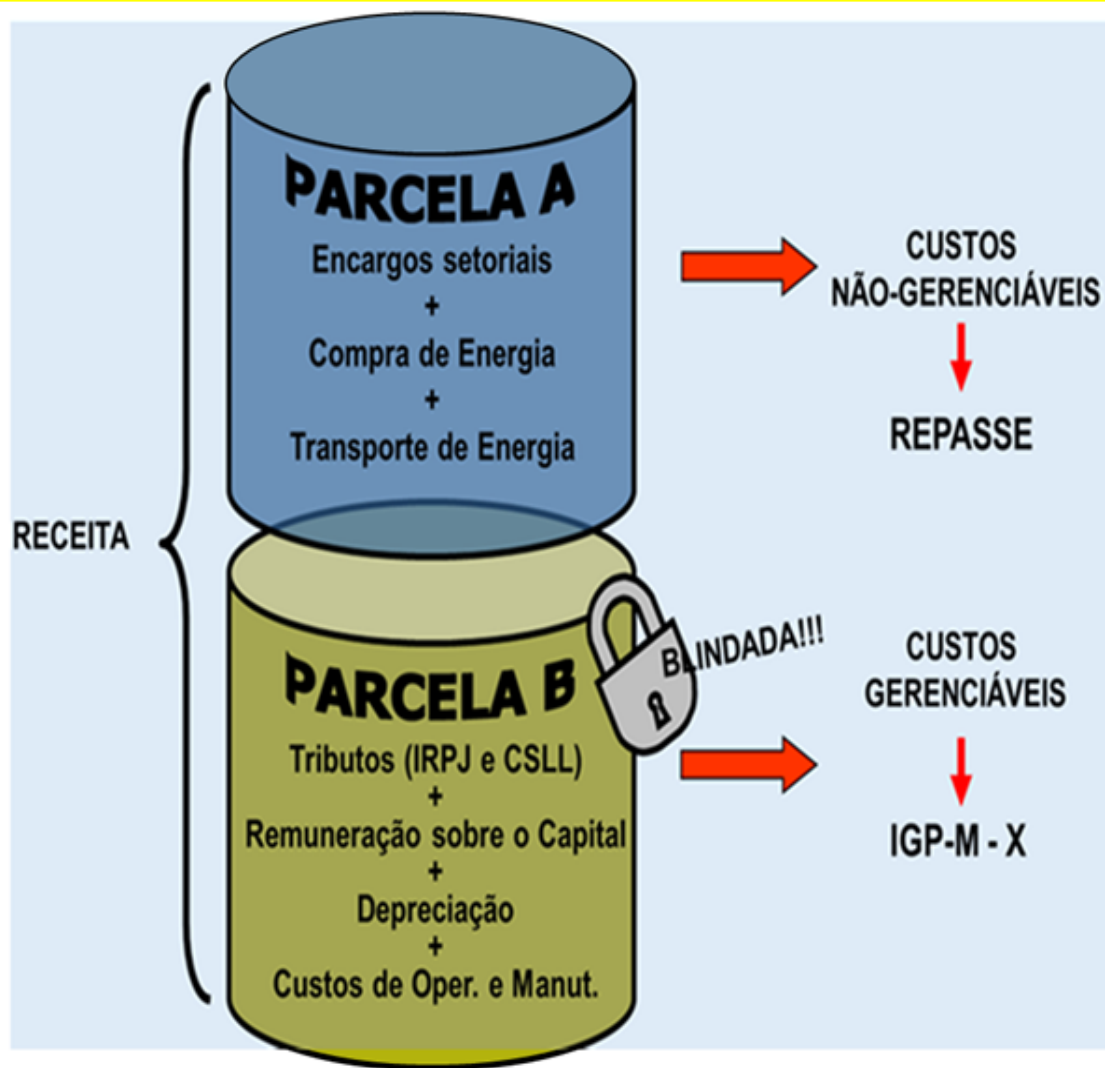 PARCELA A
Encargos setoriais
+
Compra de Energia
+
Transporte de Energia
CUSTOS
NÃO-GERENCIÁVEIS
REPASSE
RECEITA
BLINDADA!!!
PARCELA B
Tributos (IRPJ e CSLL)
+
Remuneração sobre o Capital
+
Depreciação
+
Custos de Oper. e Manut.
CUSTOS
GERENCIÁVEIS
IGP-M - X